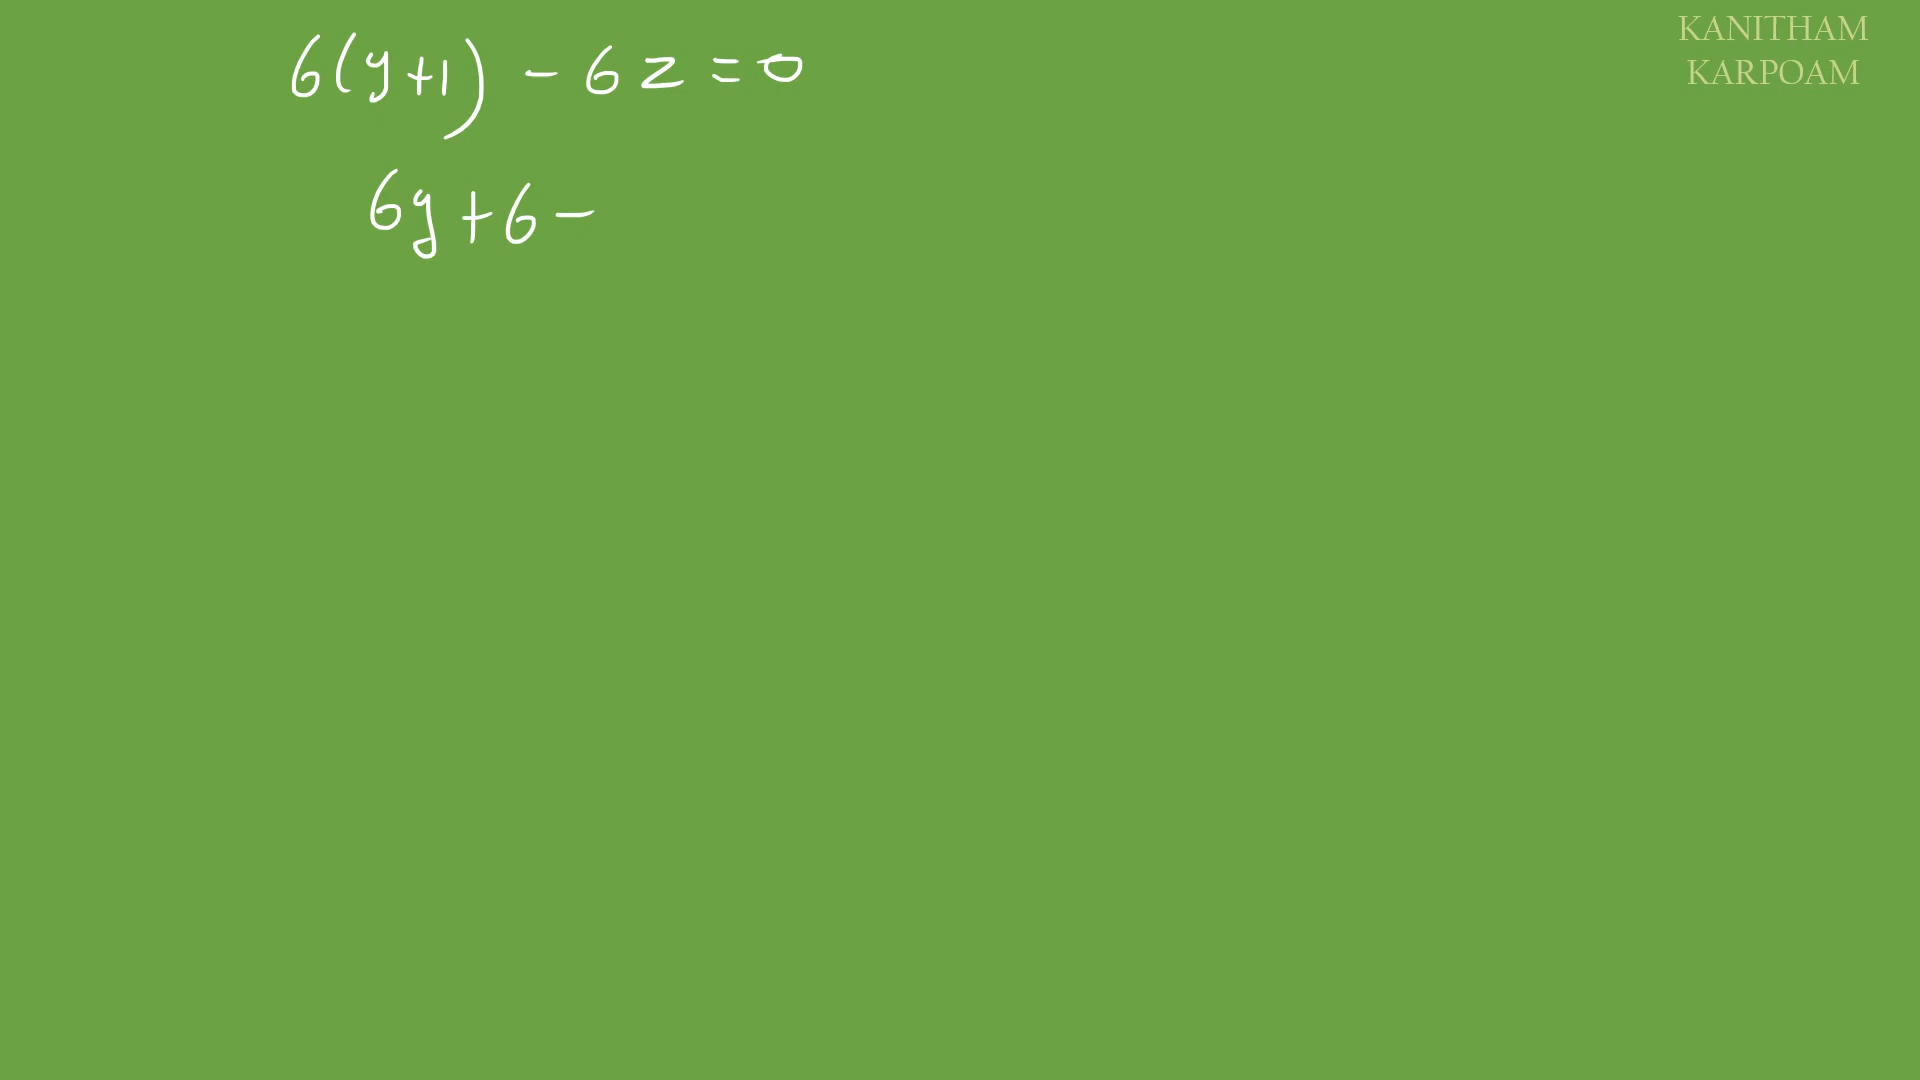 6(y+1) - 6z = 0
6y + 6 -
KANITHAM
KARPOAM